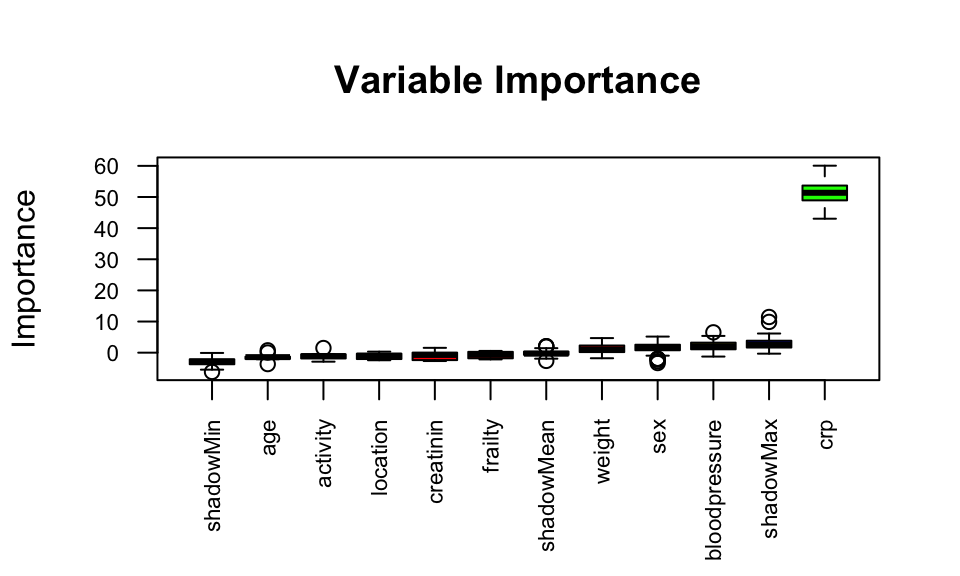 Variable Importance
Importance
60
50
40
30
20
10
0
shadowMin
age
activity
location
creatinin
frailty
shadowMean
weight
sex
bloodpressure
shadowMax
crp